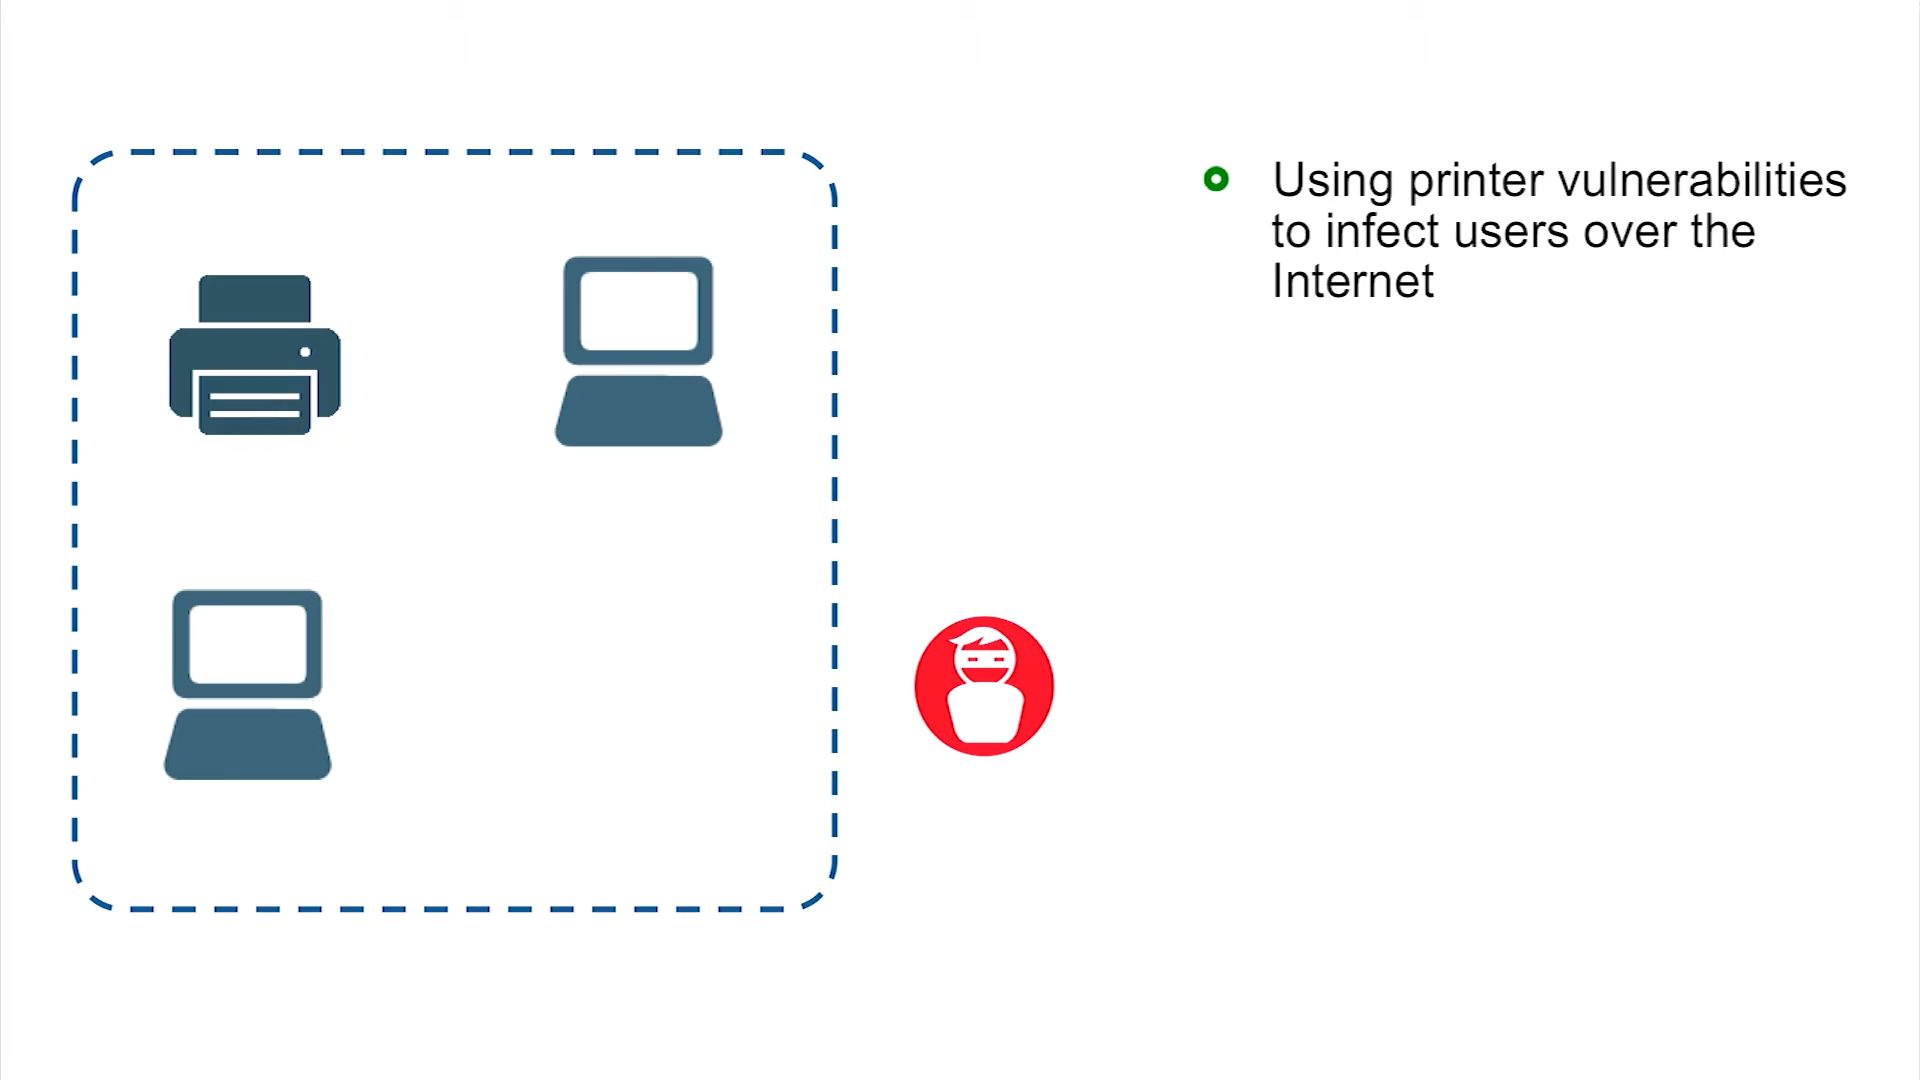 Using printer vulnerabilities
to infect users over the
Internet